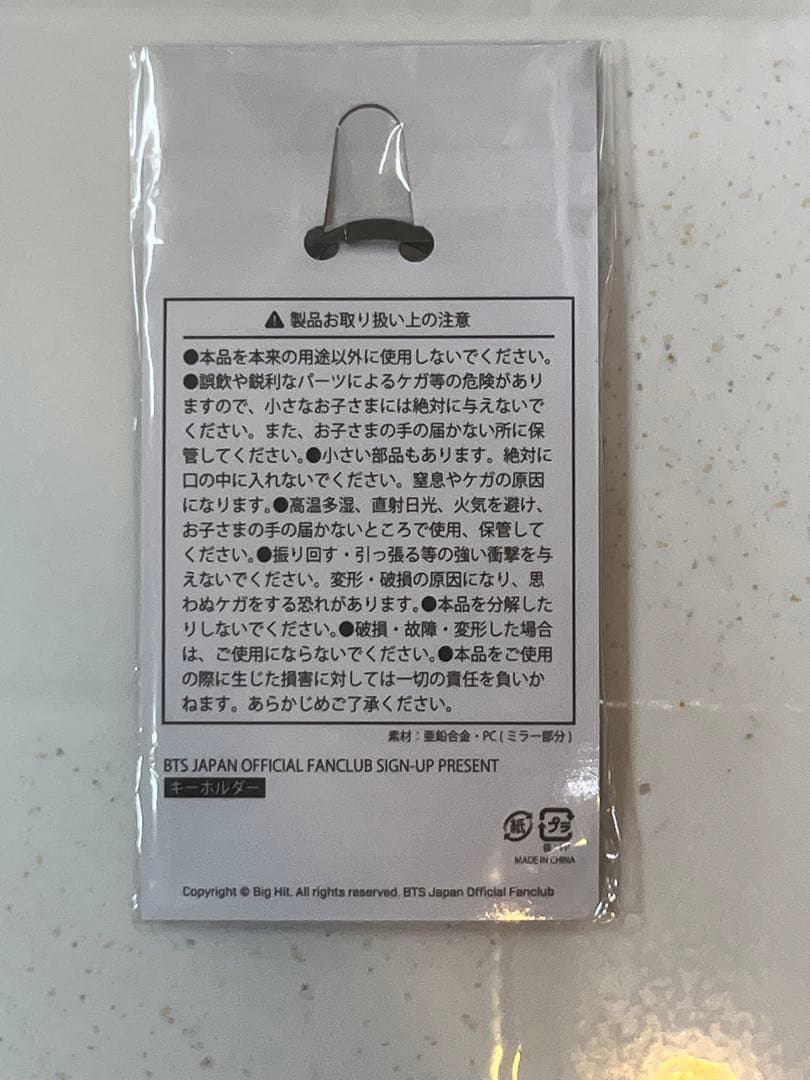 ⚠ 製品お取り扱い上の注意
●本品を本来の用途以外に使用しないでください。
●誤飲や鋭利なパーツによるケガ等の危険があり
ますので、小さなお子さまには絶対に与えないで
ください。また、お子さまの手の届かない所に保
管してください。●小さい部品もあります。絶対に
口の中に入れないでください。窒息やケガの原因
になります。●高温多湿、直射日光、火気を避け、
お子さまの手の届かないところで使用、保管して
ください。●振り回す・引っ張る等の強い衝撃を与
えないでください。変形・破損の原因になり、思
わぬケガをする恐れがあります。●本品を分解した
りしないでください。●破損・故障・変形した場合
は、ご使用にならないでください。●本品をご使用
の際に生じた損害に対しては一切の責任を負いか
ねます。あらかじめご了承ください。
素材：亜鉛合金・PC ( ミラー部分 )
BTS JAPAN OFFICIAL FANCLUB SIGN-UP PRESENT
キーホルダー
紙 プラ
MADE IN CHINA
Copyright © Big Hit. All rights reserved. BTS Japan Official Fanclub